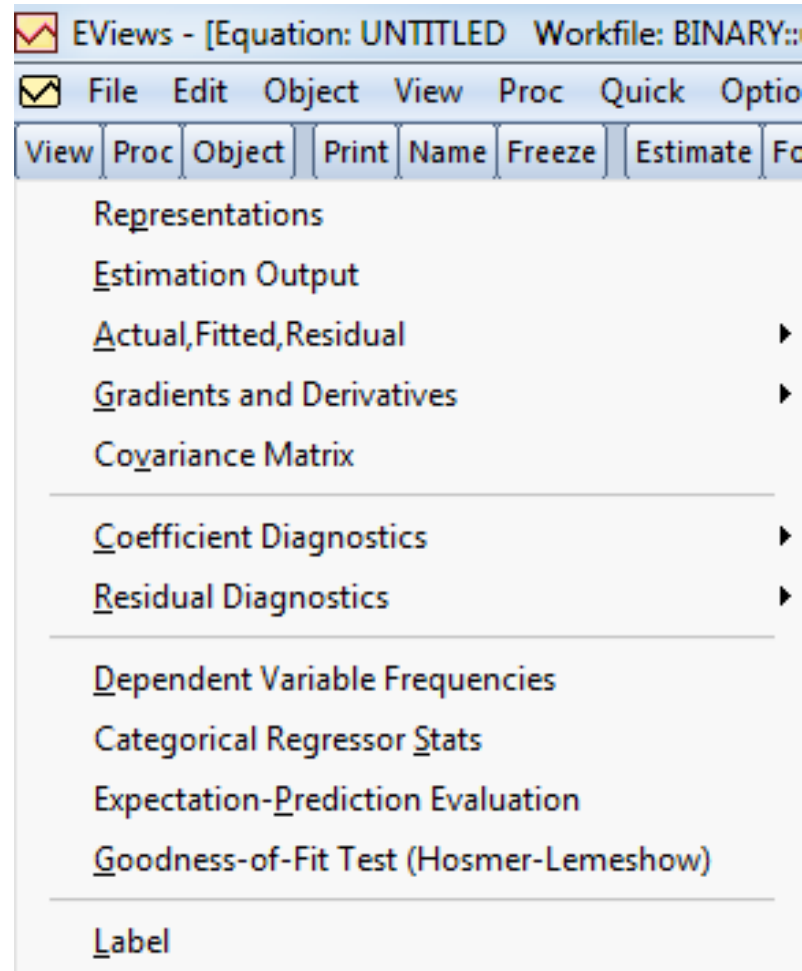 EViews - [Equation: UNTITLED Workfile: BINARY::
File Edit Object View Proc Quick Optio
View Proc Object Print Name Freeze Estimate Fo
Representations
Estimation Output
Actual,Fitted,Residual
Gradients and Derivatives
Covariance Matrix
Coefficient Diagnostics
Residual Diagnostics
Dependent Variable Frequencies
Categorical Regressor Stats
Expectation-Prediction Evaluation
Goodness-of-Fit Test (Hosmer-Lemeshow)
Label